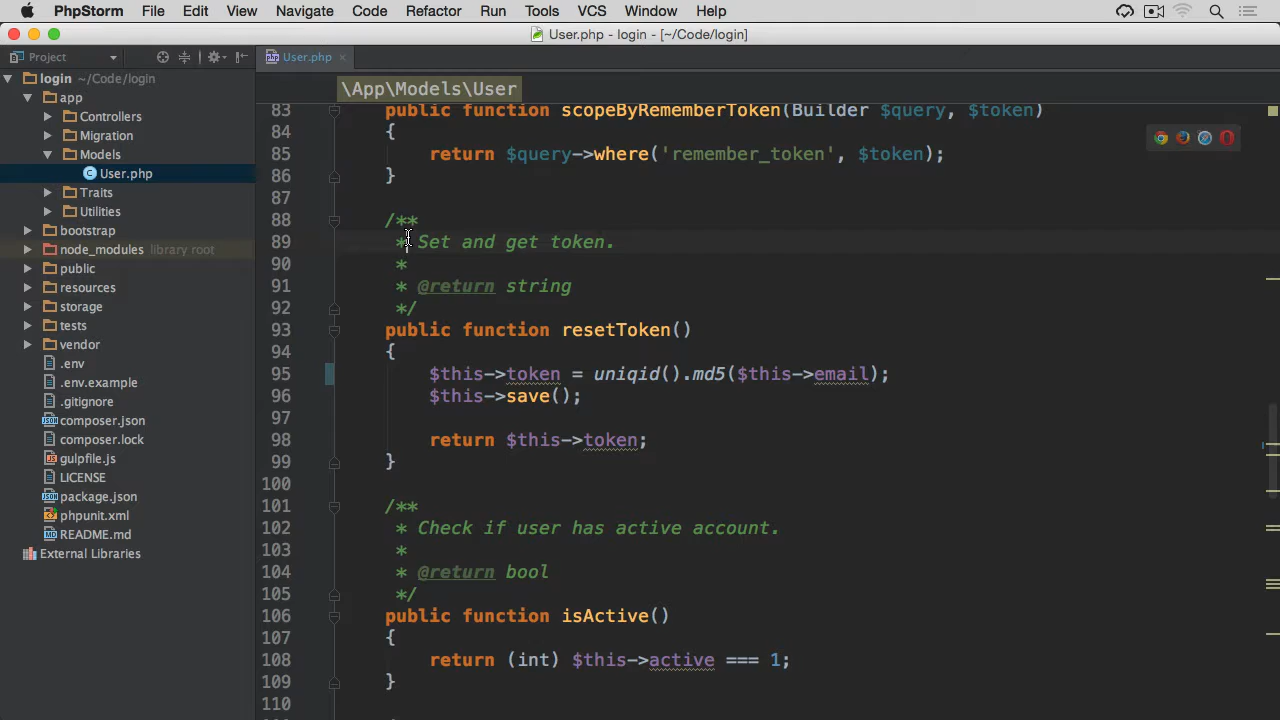 PhpStorm File Edit View Navigate Code Refactor Run Tools VCS Window Help
User.php - login - [~/Code/login]
Project
User.php
login ~/Code/login
app
Controllers
Migration
Models
User.php
Traits
Utilities
bootstrap
node_modules library root
public
resources
storage
tests
vendor
.env
.env.example
.gitignore
composer.json
composer.lock
gulpfile.js
LICENSE
package.json
phpunit.xml
README.md
External Libraries
\App\Models\User
83 public function scopeByRememberToken(Builder $query, $token)
84 {
85 return $query->where('remember_token', $token);
86 }
87
88 /**
89 * Set and get token.
90 *
91 * @return string
92 */
93 public function resetToken()
94 {
95 $this->token = uniqid().md5($this->email);
96 $this->save();
97
98 return $this->token;
99 }
100
101 /**
102 * Check if user has active account.
103 *
104 * @return bool
105 */
106 public function isActive()
107 {
108 return (int) $this->active === 1;
109 }
110